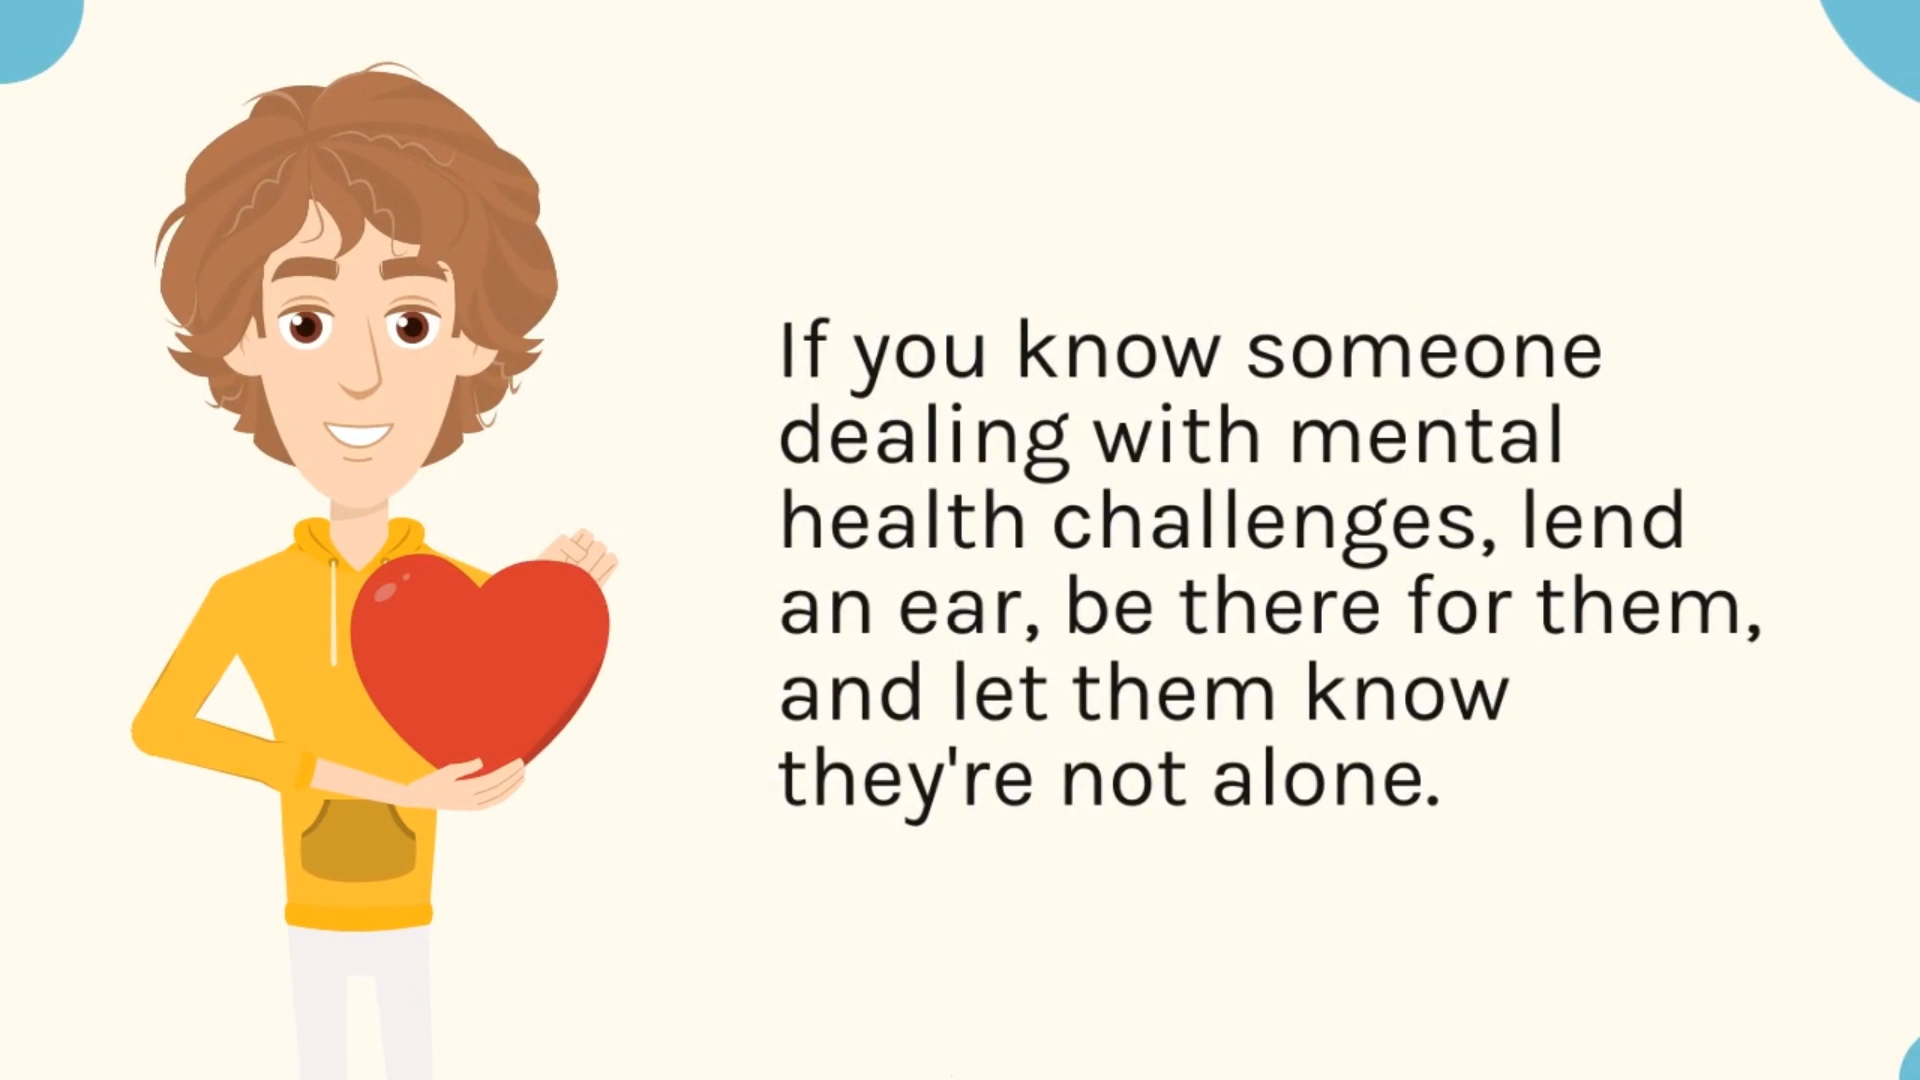 If you know someone
dealing with mental
health challenges, lend
an ear, be there for them,
and let them know
they're not alone.